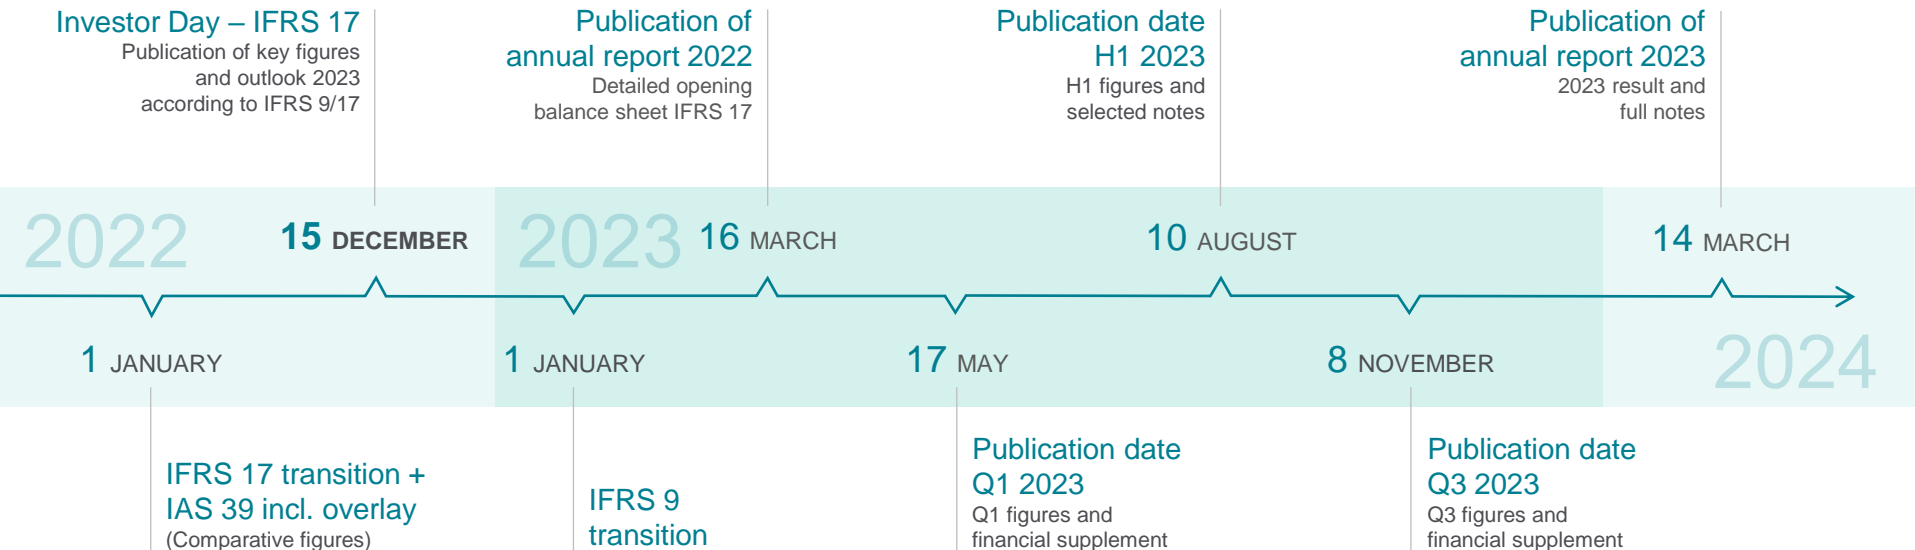 Investor Day – IFRS 17
Publication of key figures
and outlook 2023
according to IFRS 9/17
Publication of
annual report 2022
Detailed opening
balance sheet IFRS 17
Publication date
H1 2023
H1 figures and
selected notes
Publication of
annual report 2023
2023 result and
full notes
2022
15 DECEMBER
2023
16 MARCH
10 AUGUST
14 MARCH
1 JANUARY
1 JANUARY
17 MAY
8 NOVEMBER
2024
IFRS 17 transition +
IAS 39 incl. overlay
(Comparative figures)
IFRS 9
transition
Publication date
Q1 2023
Q1 figures and
financial supplement
Publication date
Q3 2023
Q3 figures and
financial supplement